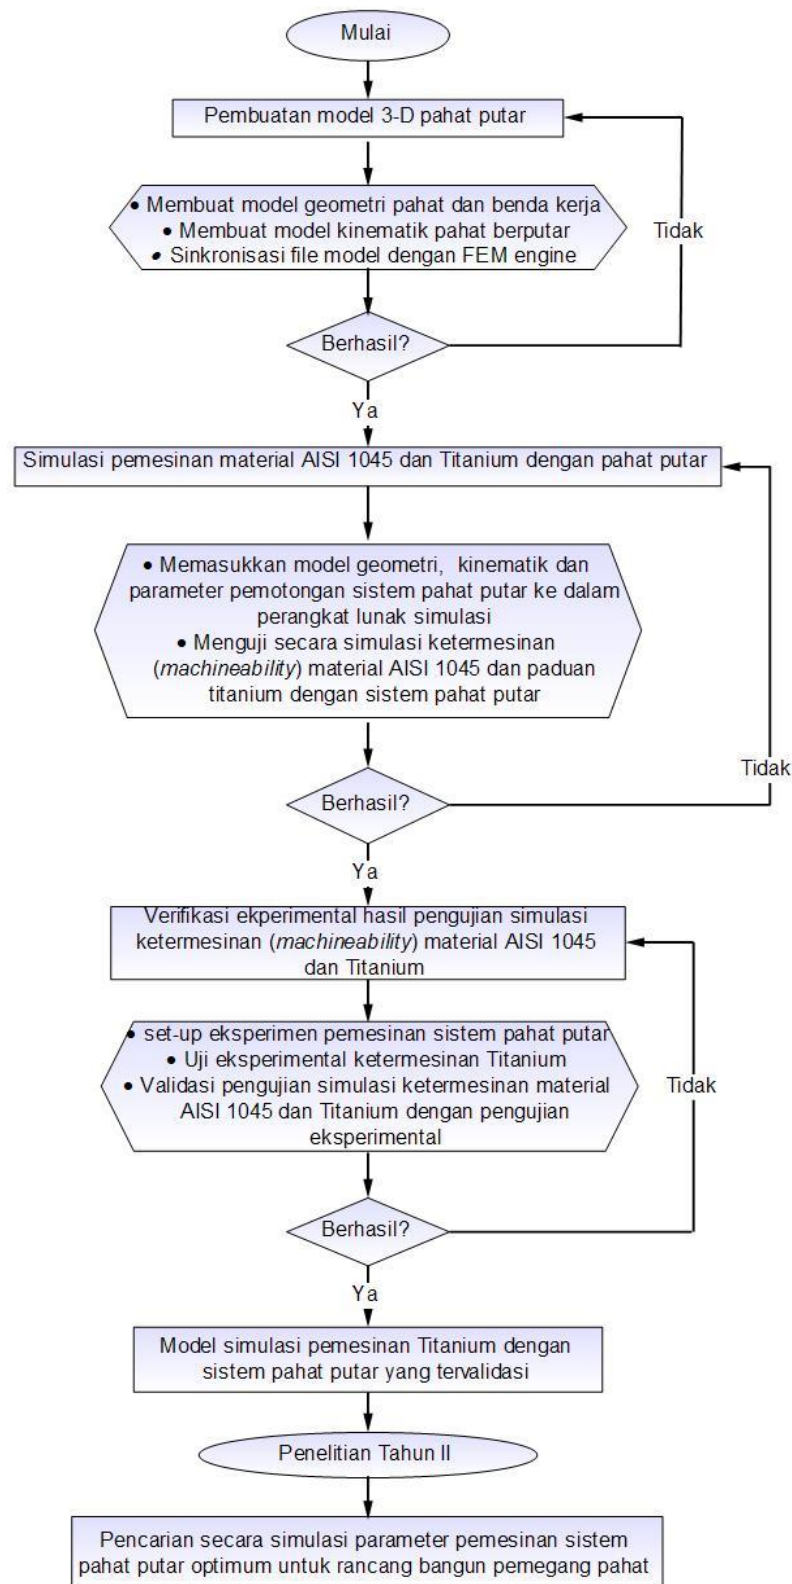 Mulai
Pembuatan model 3-D pahat putar
• Membuat model geometri pahat dan benda kerja
• Membuat model kinematik pahat berputar
• Sinkronisasi file model dengan FEM engine
Tidak
Berhasil?
Ya
Simulasi pemesinan material AISI 1045 dan Titanium dengan pahat putar
• Memasukkan model geometri, kinematik dan
parameter pemotongan sistem pahat putar ke dalam
perangkat lunak simulasi
• Menguji secara simulasi ketermesinan
(machineability) material AISI 1045 dan paduan
titanium dengan sistem pahat putar
Tidak
Berhasil?
Ya
Verifikasi ekperimental hasil pengujian simulasi
ketermesinan (machineability) material AISI 1045
dan Titanium
• set-up eksperimen pemesinan sistem pahat putar
• Uji eksperimental ketermesinan Titanium
• Validasi pengujian simulasi ketermesinan material
AISI 1045 dan Titanium dengan pengujian
eksperimental
Tidak
Berhasil?
Ya
Model simulasi pemesinan Titanium dengan
sistem pahat putar yang tervalidasi
Penelitian Tahun II
Pencarian secara simulasi parameter pemesinan sistem
pahat putar optimum untuk rancang bangun pemegang pahat